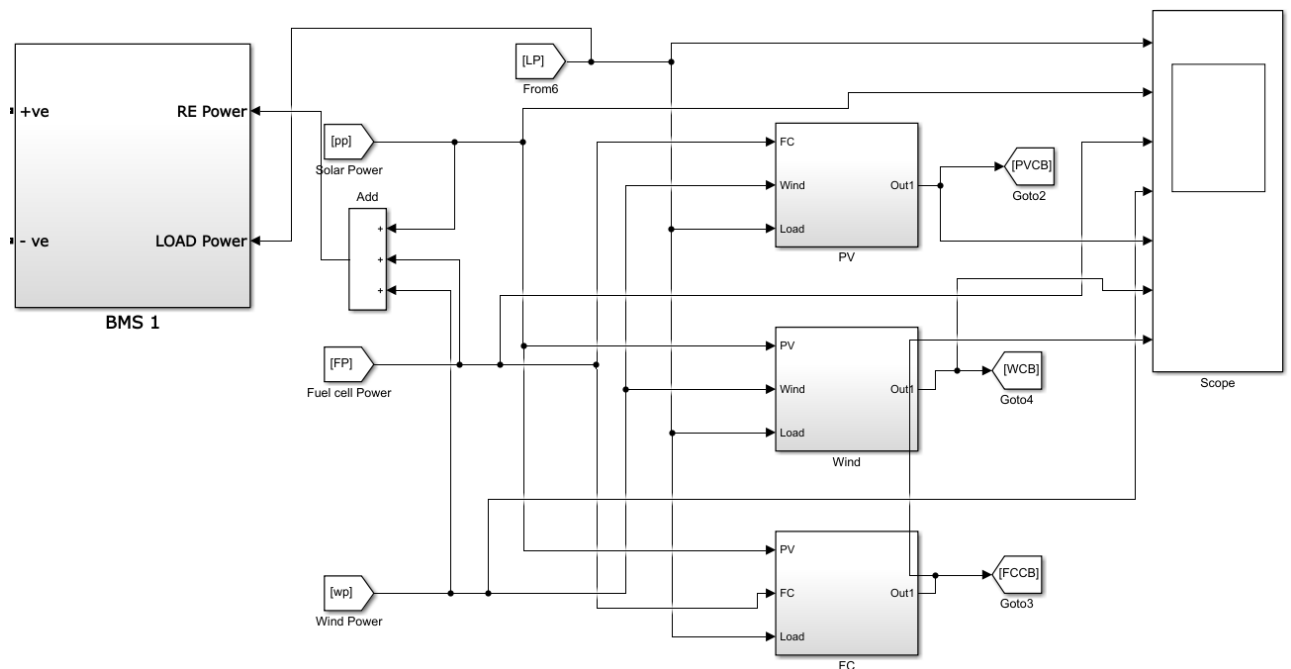 [LP]
From6
+ve
RE Power
- ve
LOAD Power
BMS 1
[pp]
Solar Power
Add
+
+
+
[FP]
Fuel cell Power
[wp]
Wind Power
FC
Wind
Load
Out1
PV
[PVCB]
Goto2
PV
Wind
Load
Out1
Wind
[WCB]
Goto4
PV
FC
Load
Out1
FC
[FCCB]
Goto3
Scope